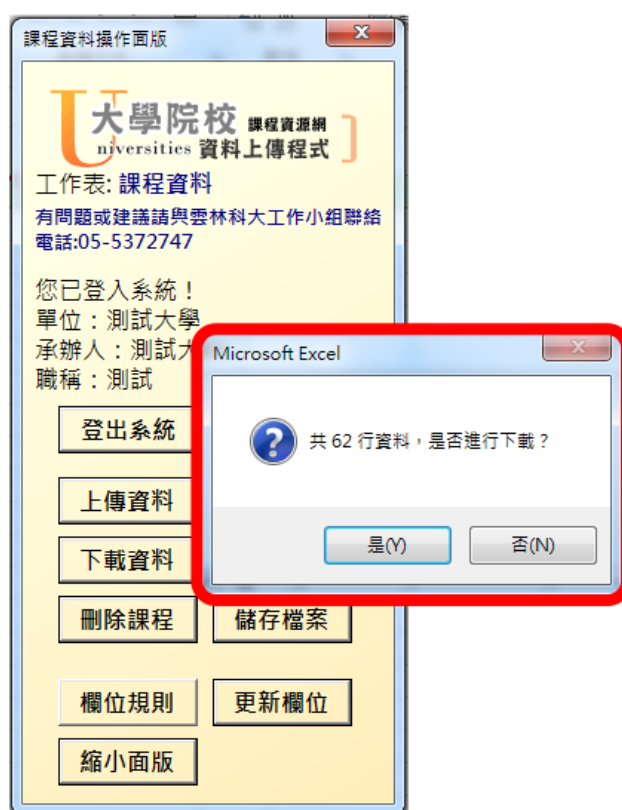 課程資料操作面版
大學院校 課程資源網
Universities 資料上傳程式
工作表: 課程資料
有問題或建議請與雲林科大工作小組聯絡
電話:05-5372747
您已登入系統！
單位：測試大學
承辦人：測試大
職稱：測試
Microsoft Excel
共 62 行資料，是否進行下載？
是(Y)
否(N)
登出系統
上傳資料
下載資料
刪除課程
儲存檔案
欄位規則
更新欄位
縮小面版